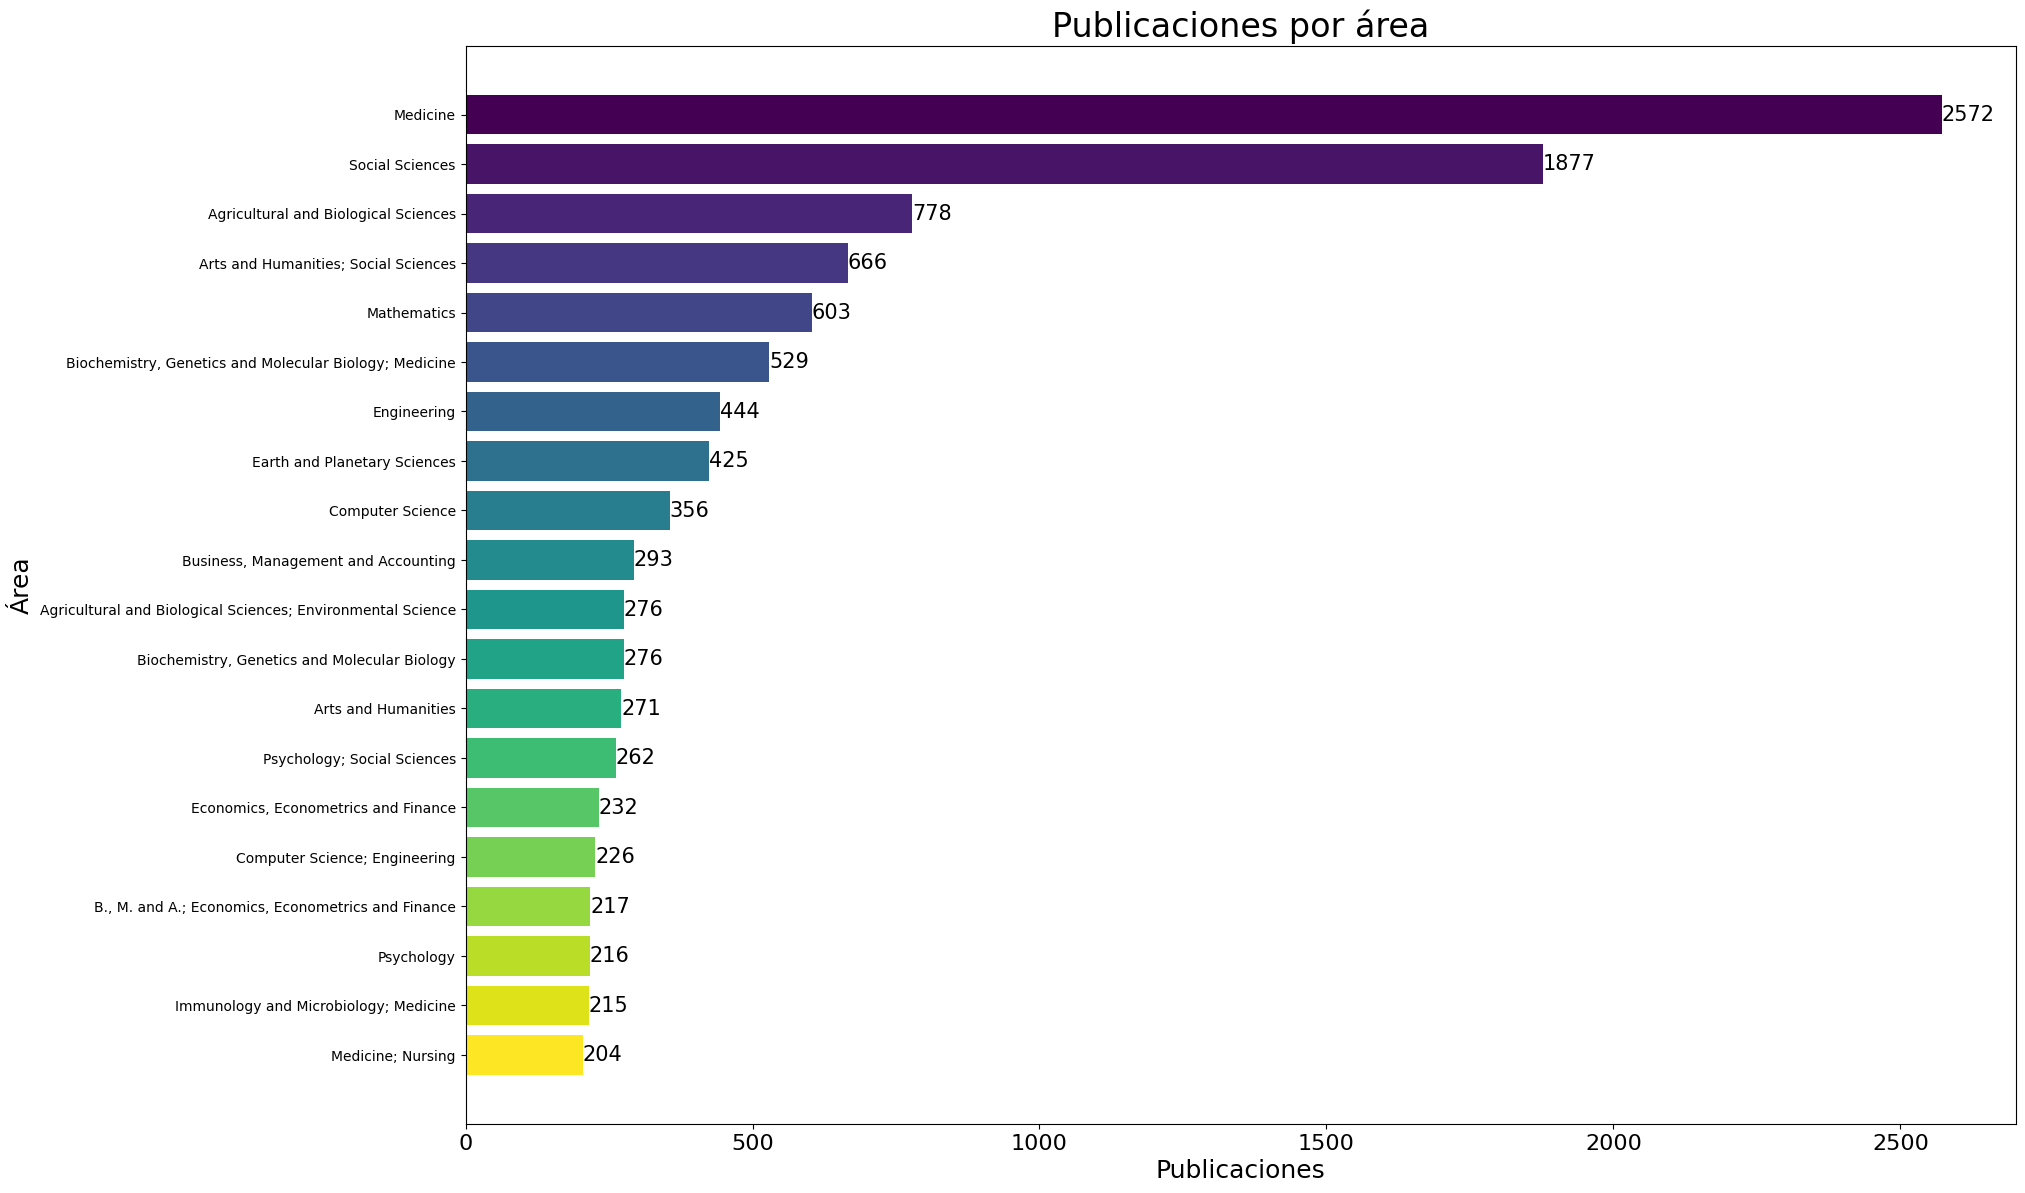 Publicaciones por área
Medicine 2572
Social Sciences 1877
Agricultural and Biological Sciences 778
Arts and Humanities; Social Sciences 666
Mathematics 603
Biochemistry, Genetics and Molecular Biology; Medicine 529
Engineering 444
Earth and Planetary Sciences 425
Computer Science 356
Business, Management and Accounting 293
Agricultural and Biological Sciences; Environmental Science 276
Biochemistry, Genetics and Molecular Biology 276
Arts and Humanities 271
Psychology; Social Sciences 262
Economics, Econometrics and Finance 232
Computer Science; Engineering 226
B., M. and A.; Economics, Econometrics and Finance 217
Psychology 216
Immunology and Microbiology; Medicine 215
Medicine; Nursing 204
Área
0 500 1000 1500 2000 2500
Publicaciones